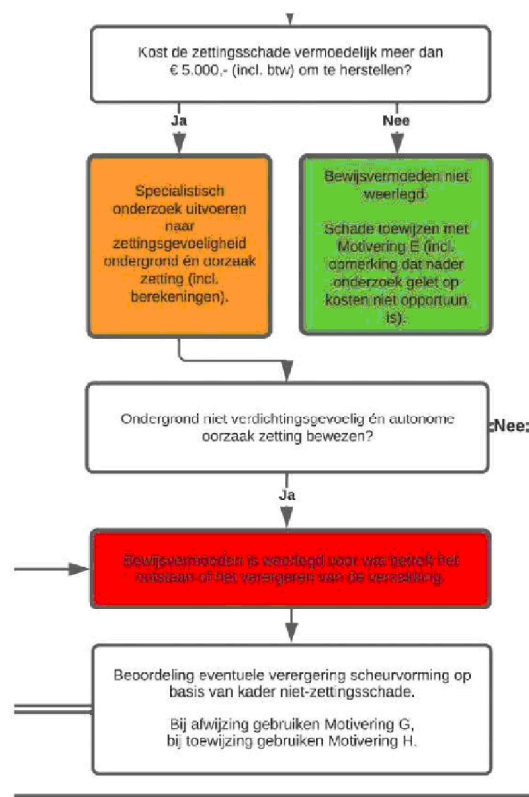 Kost de zettingsschade vermoedelijk meer dan
€ 5.000,- (incl. btw) om te herstellen?
Ja
Nee
Specialistisch
onderzoek uitvoeren
naar
zettingsgevoeligheid
ondergrond én oorzaak
zetting (incl.
berekeningen).
Bewijsvermoeden niet
weerlegd.
Schade toewijzen met
Motivering E (incl.
opmerking dat nader
onderzoek gelet op
kosten niet opportuun
is).
Ondergrond niet verdichtingsgevoelig én autonome
oorzaak zetting bewezen?
Nee:
Ja
Bewijsvermoeden is weerlegd voor wat betreft het
ontstaan of het verergeren van de verzakking.
Beoordeling eventuele verergering scheurvorming op
basis van kader niet-zettingsschade.
Bij afwijzing gebruiken Motivering G,
bij toewijzing gebruiken Motivering H.